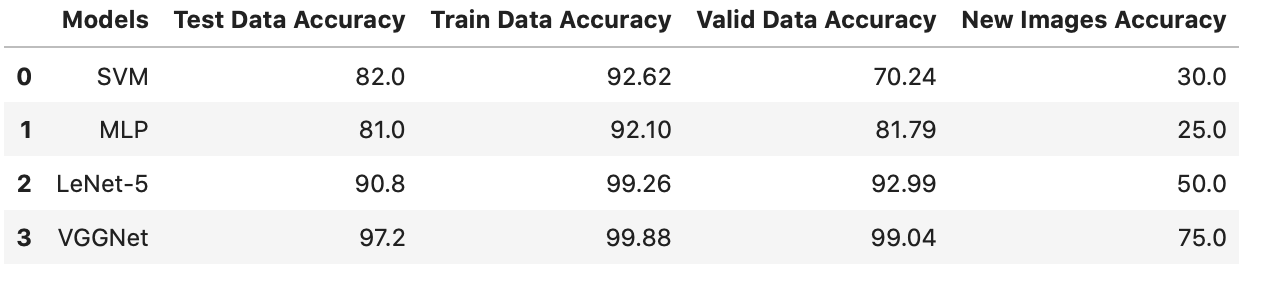 Models Test Data Accuracy Train Data Accuracy Valid Data Accuracy New Images Accuracy
0 SVM 82.0 92.62 70.24 30.0
1 MLP 81.0 92.10 81.79 25.0
2 LeNet-5 90.8 99.26 92.99 50.0
3 VGGNet 97.2 99.88 99.04 75.0